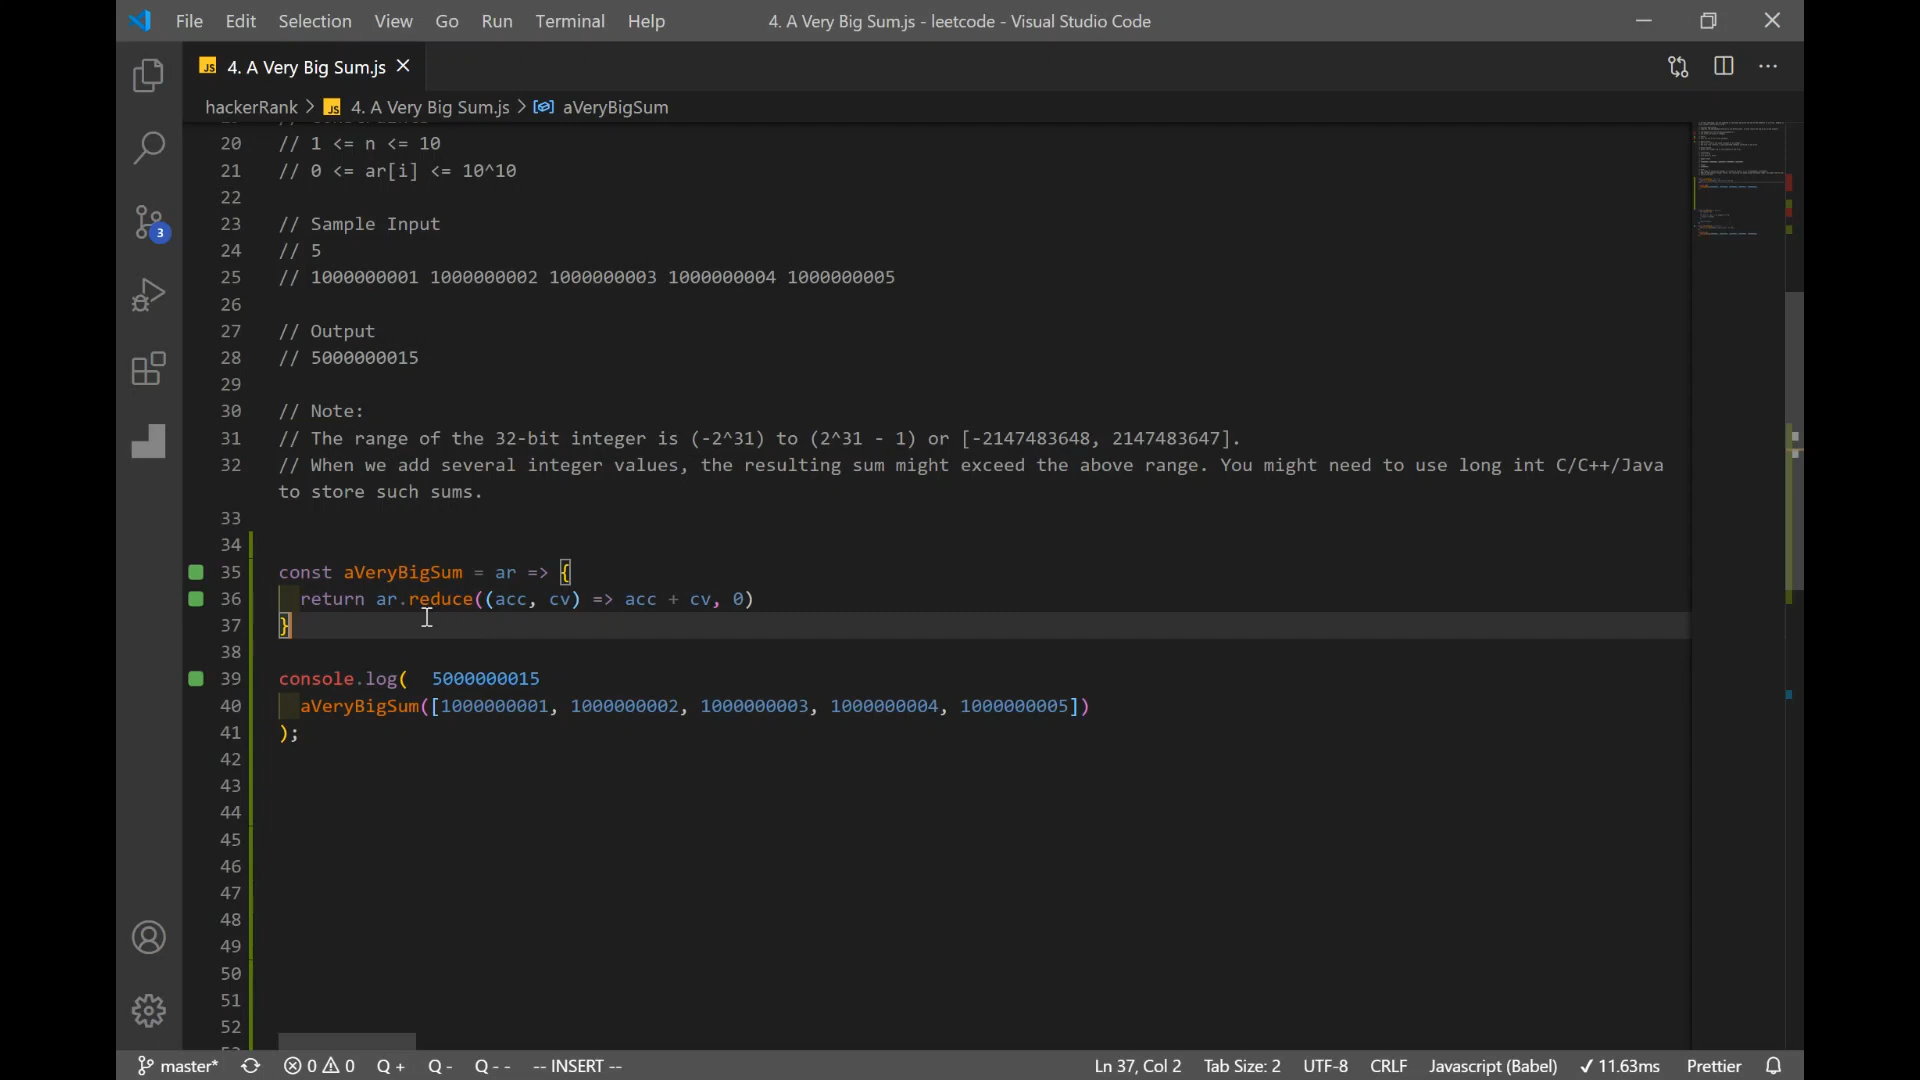 File Edit Selection View Go Run Terminal Help 4. A Very Big Sum.js - leetcode - Visual Studio Code
JS 4. A Very Big Sum.js
hackerRank > JS 4. A Very Big Sum.js > aVeryBigSum
20 // 1 <= n <= 10
21 // 0 <= ar[i] <= 10^10
22
23 // Sample Input
24 // 5
25 // 1000000001 1000000002 1000000003 1000000004 1000000005
26
27 // Output
28 // 5000000015
29
30 // Note:
31 // The range of the 32-bit integer is (-2^31) to (2^31 - 1) or [-2147483648, 2147483647].
32 // When we add several integer values, the resulting sum might exceed the above range. You might need to use long int C/C++/Java
to store such sums.
33
34
35 const aVeryBigSum = ar => {
36 return ar.reduce((acc, cv) => acc + cv, 0)
37 }
38
39 console.log( 5000000015
40 aVeryBigSum([1000000001, 1000000002, 1000000003, 1000000004, 1000000005])
41 );
42
43
44
45
46
47
48
49
50
51
52
3
master* 0 0 Q + Q - Q - - -- INSERT -- Ln 37, Col 2 Tab Size: 2 UTF-8 CRLF Javascript (Babel) ✓ 11.63ms Prettier